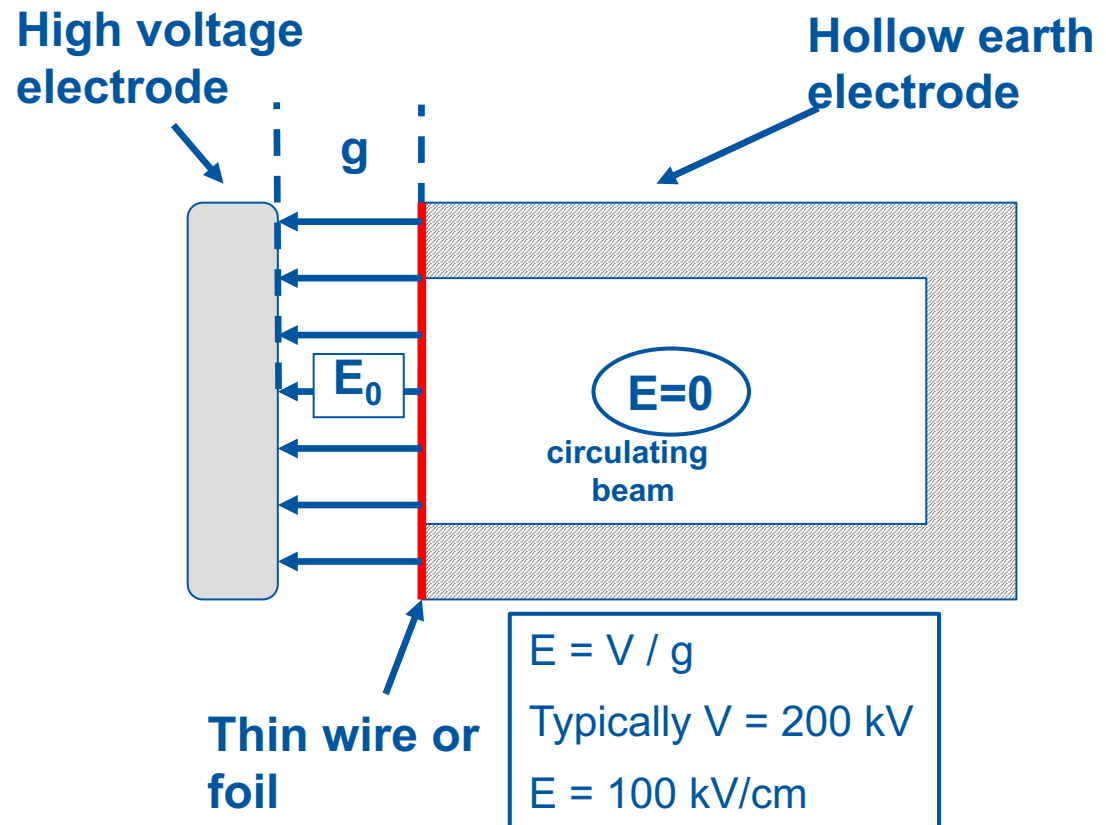 High voltage
electrode
Hollow earth
electrode
g
E₀
E=0
circulating
beam
Thin wire or
foil
E = V / g
Typically V = 200 kV
E = 100 kV/cm